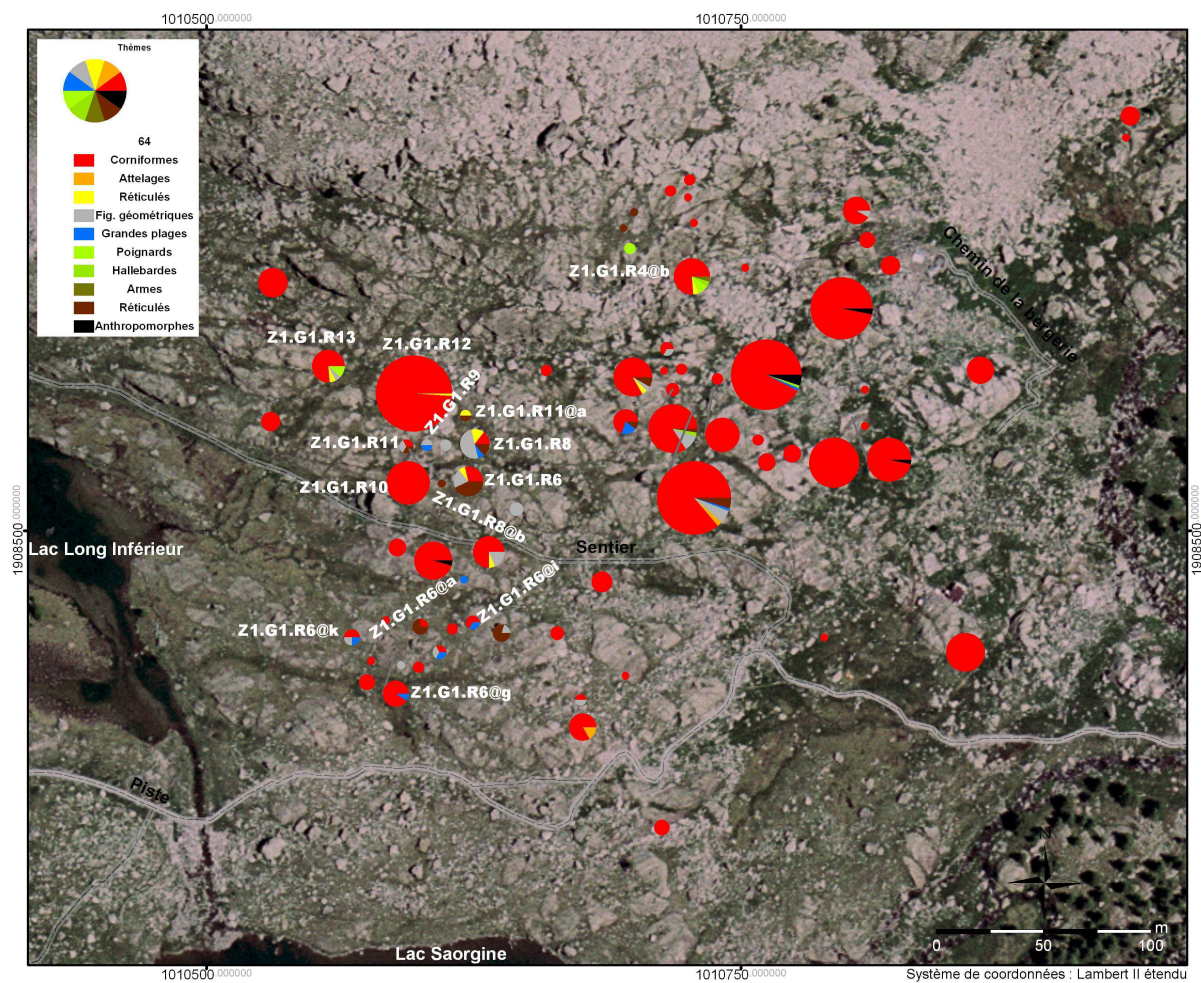 1010500.000000
1010750.000000
Thèmes
64
Corniformes
Attelages
Réticulés
Fig. géométriques
Grandes plages
Poignards
Hallebardes
Armes
Réticulés
Anthropomorphes
Chemin de la bergerie
Z1.G1.R4@b
Z1.G1.R13
Z1.G1.R12
Z1.G1.R9
Z1.G1.R11@a
Z1.G1.R11
Z1.G1.R8
Z1.G1.R10
Z1.G1.R6
Z1.G1.R8@b
1908500.000000
1908500.000000
Lac Long Inférieur
Sentier
Z1.G1.R6@a
Z1.G1.R6@i
Z1.G1.R6@k
Z1.G1.R6@g
Piste
N
m
0
50
100
Lac Saorgine
1010500.000000
1010750.000000
Système de coordonnées : Lambert II étendu